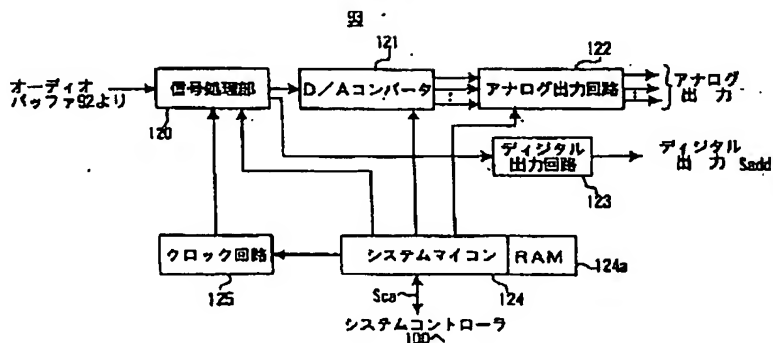 93
121
122
オーディオ
バッファ92より
信号処理部
D/Aコンバータ
アナログ出力回路
アナログ
出力
120
ディジタル
出力回路
ディジタル
出力 Sadd
123
クロック回路
システムマイコン
RAM
125
Sca
124
124a
システムコントローラ
100へ